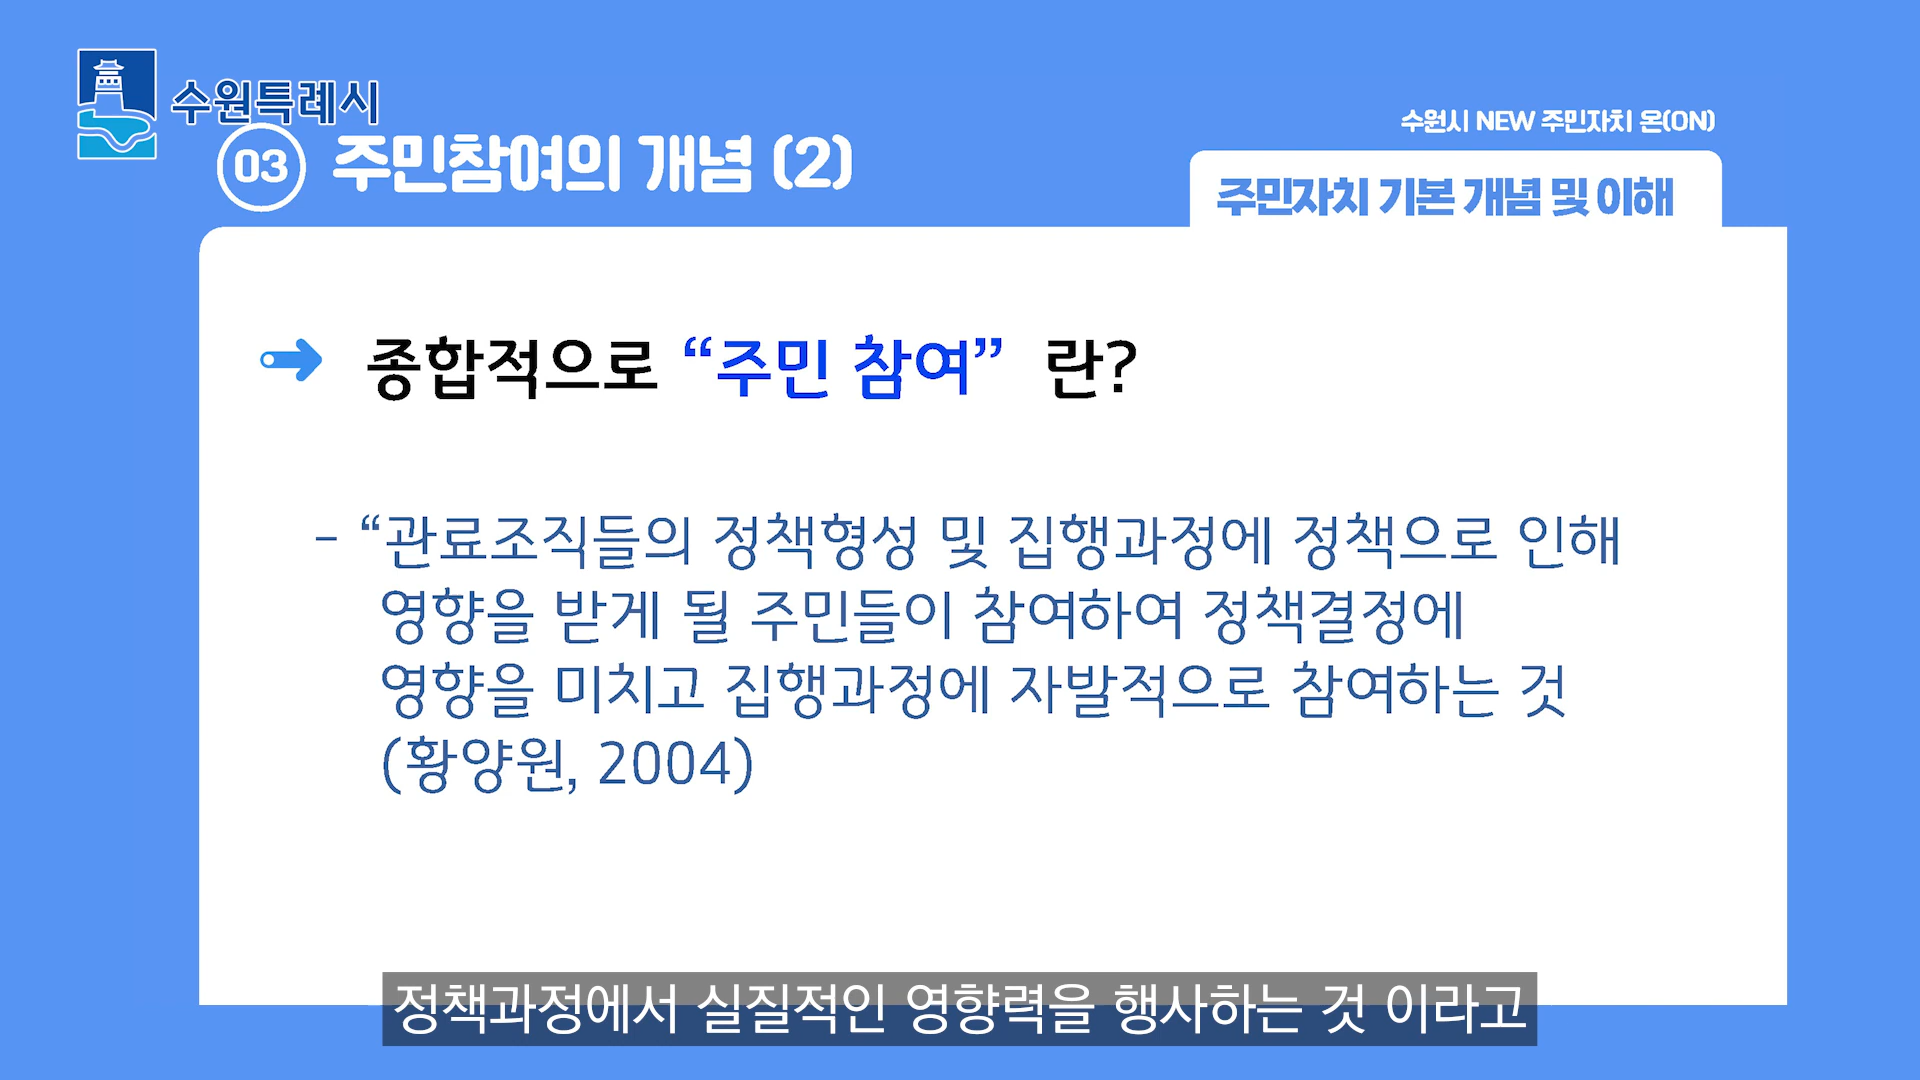 수원특례시
수원시 NEW 주민자치 온(ON)
03 주민참여의 개념 (2)
주민자치 기본 개념 및 이해
종합적으로 “주민 참여” 란?
- “관료조직들의 정책형성 및 집행과정에 정책으로 인해
영향을 받게 될 주민들이 참여하여 정책결정에
영향을 미치고 집행과정에 자발적으로 참여하는 것
(황양원, 2004)
정책과정에서 실질적인 영향력을 행사하는 것 이라고